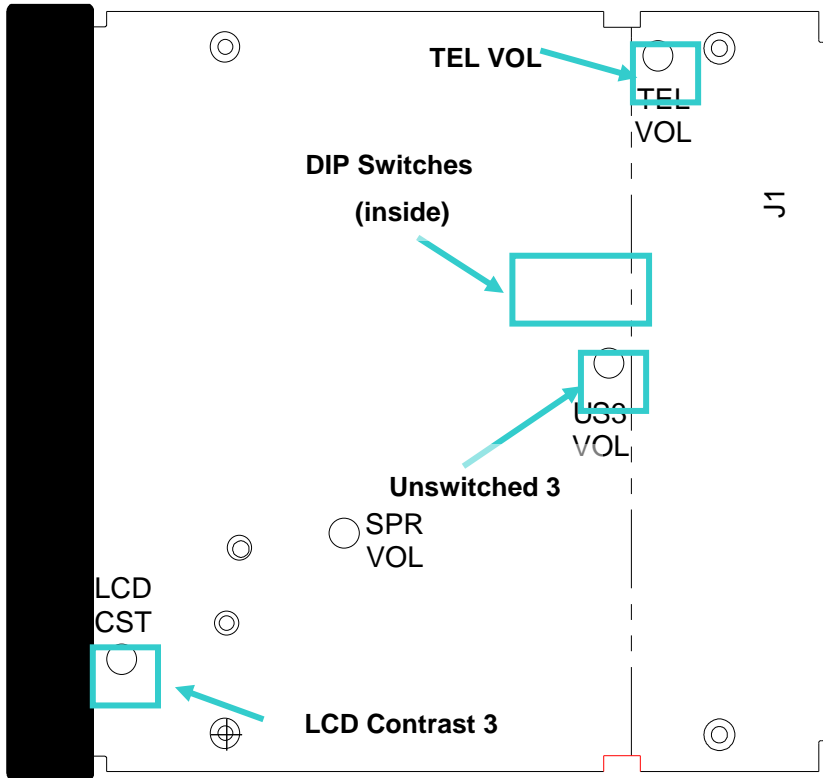 TEL VOL
TEL
VOL
DIP Switches
(inside)
J1
US3
VOL
Unswitched 3
SPR
VOL
LCD
CST
LCD Contrast 3